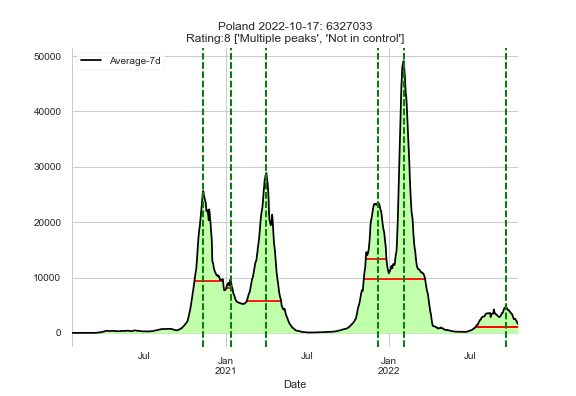 Poland 2022-10-17: 6327033
Rating:8 ['Multiple peaks', 'Not in control']
Average-7d
50000
40000
30000
20000
10000
0
Jul
Jan
2021
Jul
Jan
2022
Jul
Date